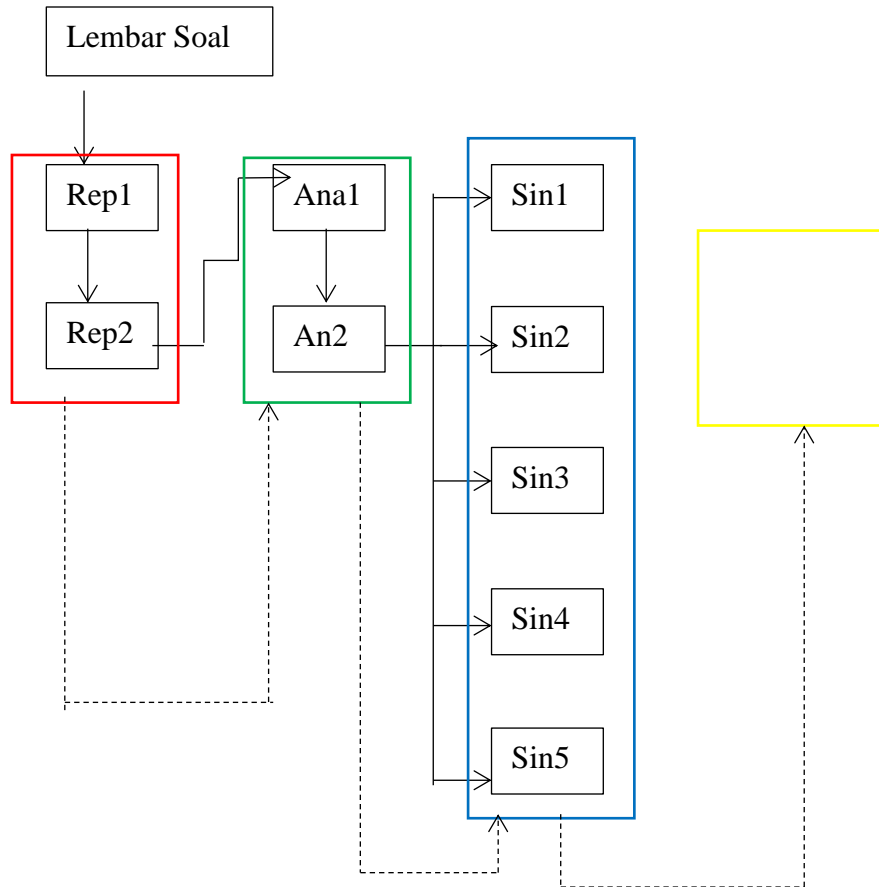 Lembar Soal
Rep1
Rep2
Ana1
An2
Sin1
Sin2
Sin3
Sin4
Sin5